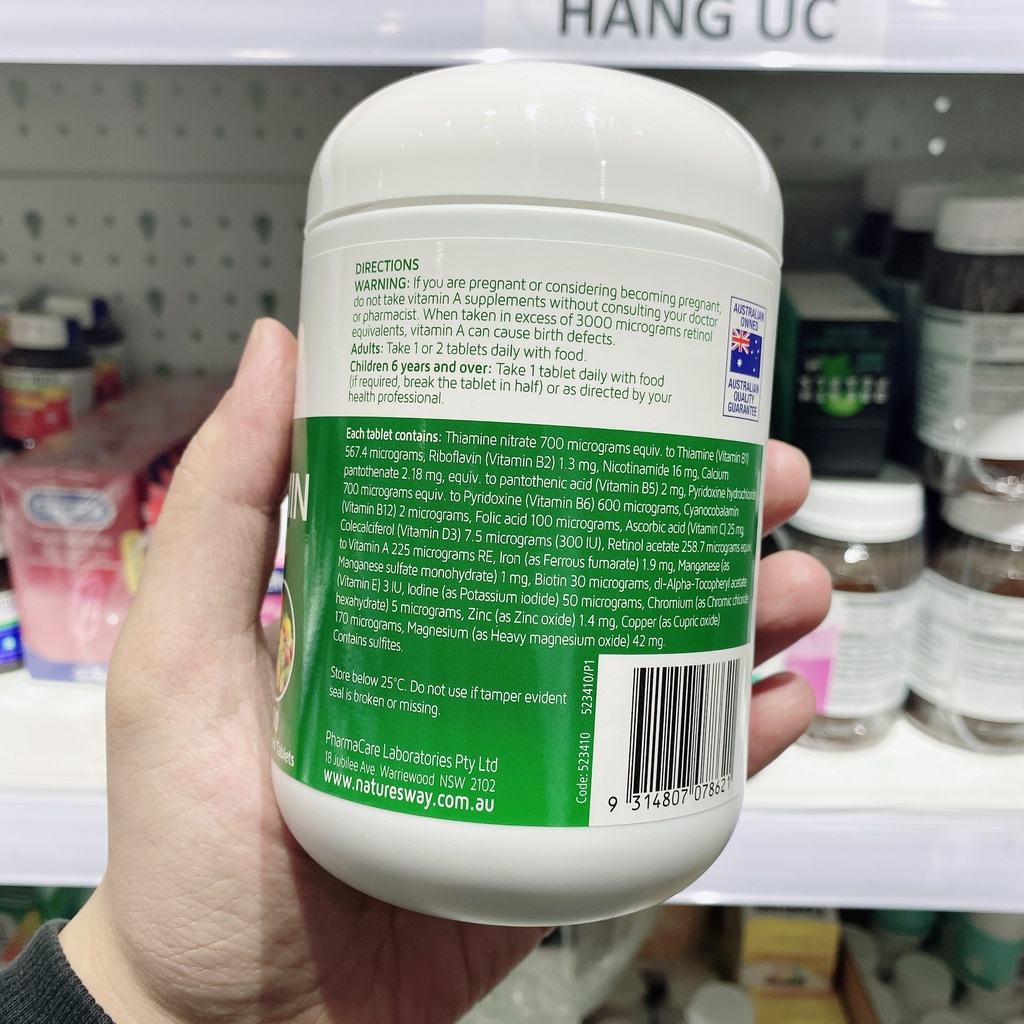 HANG UC
DIRECTIONS
WARNING: If you are pregnant or considering becoming pregnant,
do not take vitamin A supplements without consulting your doctor
or pharmacist. When taken in excess of 3000 micrograms retinol
equivalents, vitamin A can cause birth defects.
Adults: Take 1 or 2 tablets daily with food.
Children 6 years and over: Take 1 tablet daily with food
(if required, break the tablet in half) or as directed by your
health professional.
AUSTRALIAN
OWNED
AUSTRALIAN
QUALITY
GUARANTEE
Each tablet contains: Thiamine nitrate 700 micrograms equiv. to Thiamine (Vitamin B1)
567.4 micrograms, Riboflavin (Vitamin B2) 1.3 mg, Nicotinamide 16 mg, Calcium
pantothenate 2.18 mg, equiv. to pantothenic acid (Vitamin B5) 2 mg, Pyridoxine hydrochloride
700 micrograms equiv. to Pyridoxine (Vitamin B6) 600 micrograms, Cyanocobalamin
(Vitamin B12) 2 micrograms, Folic acid 100 micrograms, Ascorbic acid (Vitamin C) 25 mg,
Colecalciferol (Vitamin D3) 7.5 micrograms (300 IU), Retinol acetate 258.7 micrograms equiv.
to Vitamin A 225 micrograms RE, Iron (as Ferrous fumarate) 1.9 mg, Manganese (as
Manganese sulfate monohydrate) 1 mg, Biotin 30 micrograms, dl-Alpha-Tocopheryl acetate
(Vitamin E) 3 IU, Iodine (as Potassium iodide) 50 micrograms, Chromium (as Chromic chloride
hexahydrate) 5 micrograms, Zinc (as Zinc oxide) 1.4 mg, Copper (as Cupric oxide)
170 micrograms, Magnesium (as Heavy magnesium oxide) 42 mg.
Contains sulfites.
Store below 25°C. Do not use if tamper evident
seal is broken or missing.
PharmaCare Laboratories Pty Ltd
18 Jubilee Ave, Warriewood NSW 2102
www.naturesway.com.au
Code: 523410 523410/P1
9 314807 078621
IN
Tablets